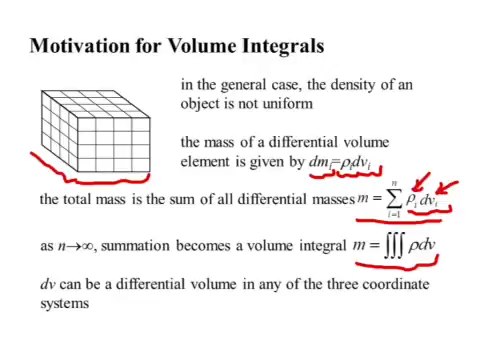 Motivation for Volume Integrals
in the general case, the density of an
object is not uniform
the mass of a differential volume
element is given by dmᵢ=ρᵢdvᵢ
the total mass is the sum of all differential masses m = ∑ᵢ₌₁ⁿ ρᵢ dvᵢ
as n→∞, summation becomes a volume integral m = ∭ ρdv
dv can be a differential volume in any of the three coordinate
systems